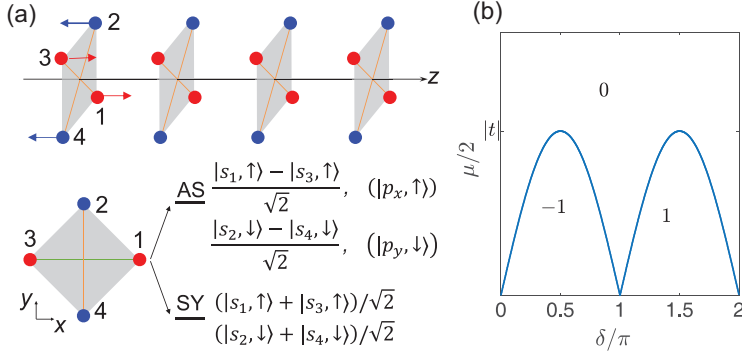 (a)
2
3
1
4
z
2
3
1
4
y
x
AS (|s₁,↑⟩ − |s₃,↑⟩)/√2, (|pₓ,↑⟩)
(|s₂,↓⟩ − |s₄,↓⟩)/√2, (|p_y,↓⟩)
SY (|s₁,↑⟩ + |s₃,↑⟩)/√2
(|s₂,↓⟩ + |s₄,↓⟩)/√2
(b)
0
|t|
μ/2
−1
1
0 0.5 1 1.5 2
δ/π